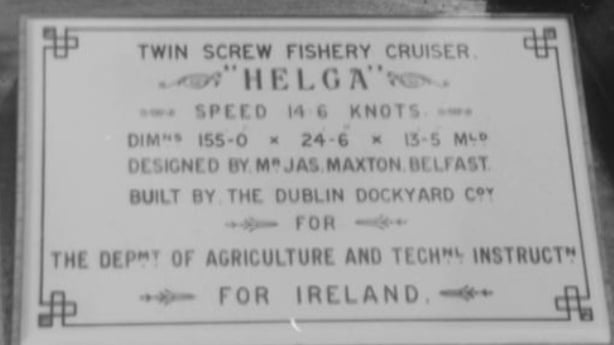 TWIN SCREW FISHERY CRUISER.
"HELGA"
SPEED 14·6 KNOTS.
DIMNS 155-0 × 24-6 × 13-5 MLD
DESIGNED BY MR JAS. MAXTON. BELFAST.
BUILT BY THE DUBLIN DOCKYARD COY
FOR
THE DEPMT OF AGRICULTURE AND TECHNL INSTRUCTN
FOR IRELAND.